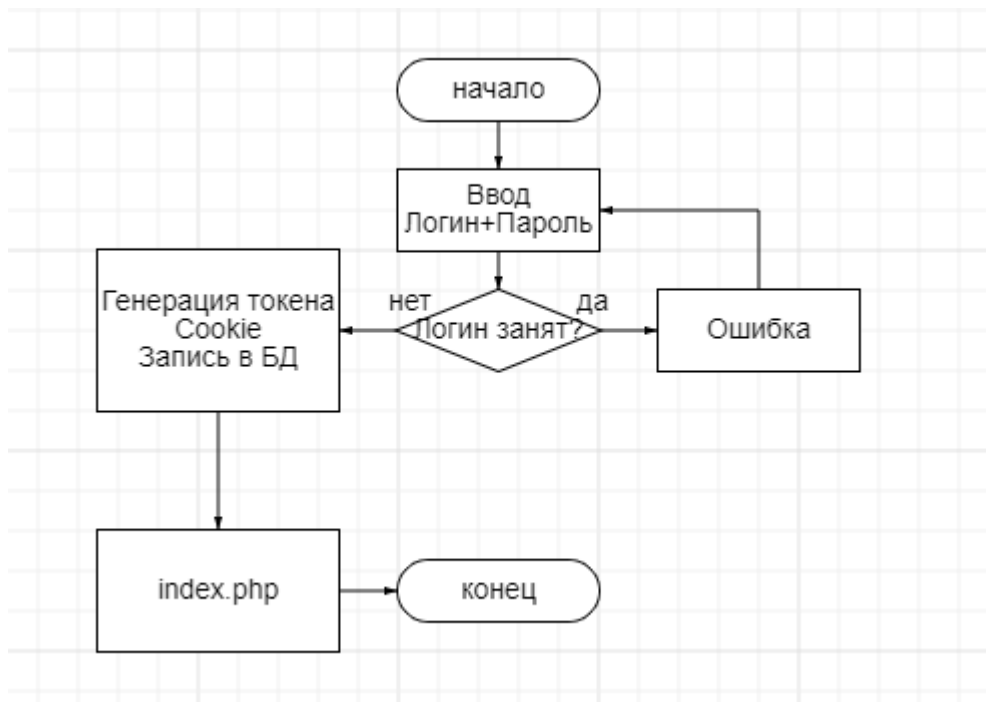 начало
Ввод
Логин+Пароль
нет
да
Генерация токена
Cookie
Запись в БД
Логин занят?
Ошибка
index.php
конец